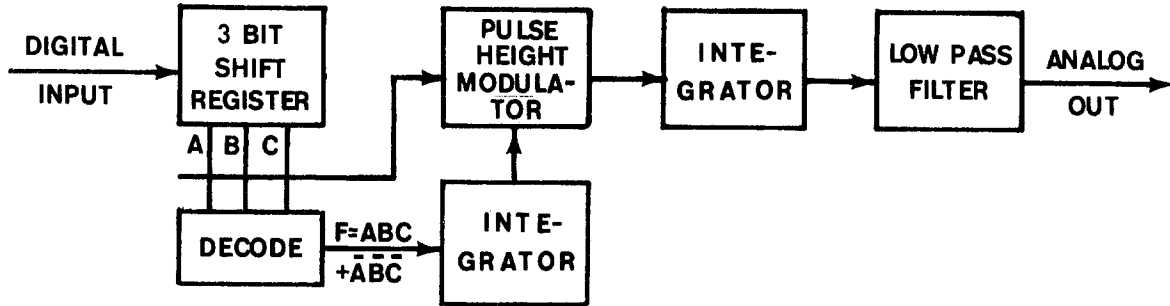 DIGITAL
INPUT
3 BIT
SHIFT
REGISTER
A B C
DECODE
F=ABC
+A̅B̅C̅
PULSE
HEIGHT
MODULA-
TOR
INTE-
GRATOR
INTE-
GRATOR
LOW PASS
FILTER
ANALOG
OUT